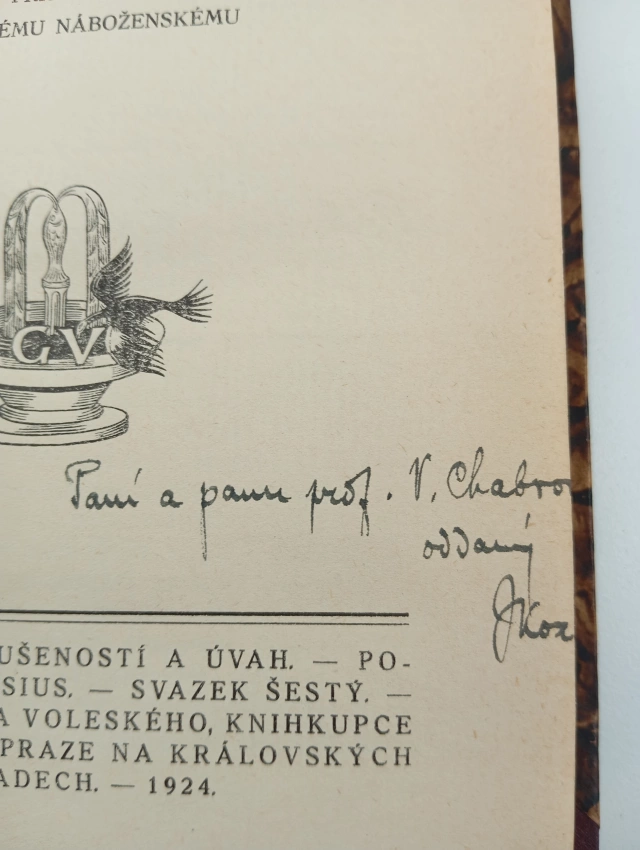 ÉMU NÁBOŽENSKÉMU
GV
Paní a panu prof. V. Chabro
oddaný
JKoz
UŠENOSTÍ A ÚVAH. — PO-
SIUS. — SVAZEK ŠESTÝ. —
A VOLESKÉHO, KNIHKUPCE
PRAZE NA KRÁLOVSKÝCH
ADECH. — 1924.